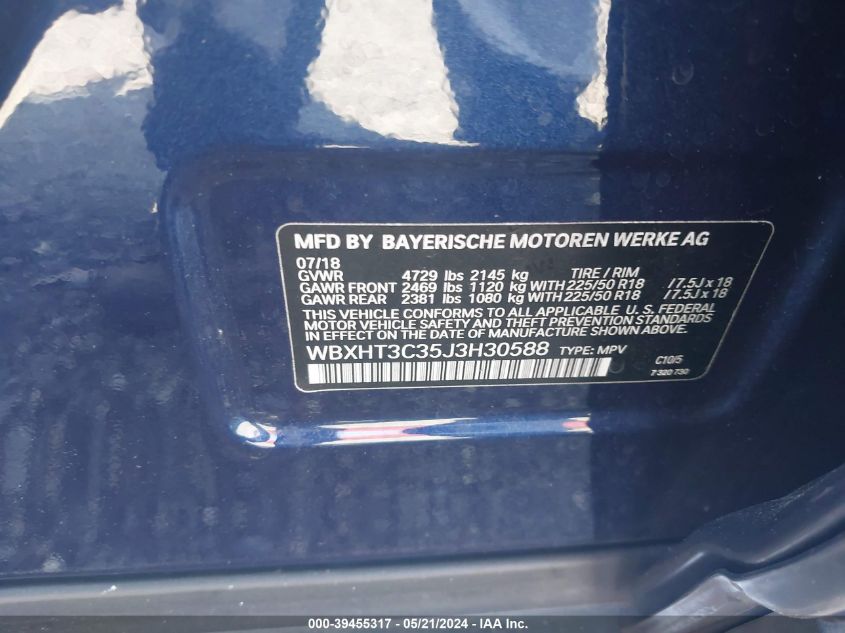 MFD BY BAYERISCHE MOTOREN WERKE AG
07/18
GVWR 4729 lbs 2145 kg TIRE / RIM
GAWR FRONT 2469 lbs 1120 kg WITH 225/50 R18 /7.5J x 18
GAWR REAR 2381 lbs 1080 kg WITH 225/50 R18 /7.5J x 18
THIS VEHICLE CONFORMS TO ALL APPLICABLE U. S. FEDERAL
MOTOR VEHICLE SAFETY AND THEFT PREVENTION STANDARDS
IN EFFECT ON THE DATE OF MANUFACTURE SHOWN ABOVE.
WBXHT3C35J3H30588 TYPE: MPV
C10/5
7 320 730
000-39455317 - 05/21/2024 - IAA Inc.